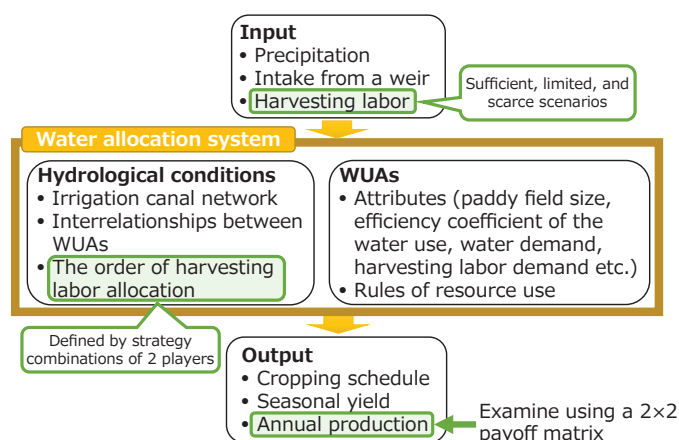 Input
• Precipitation
• Intake from a weir
• Harvesting labor
Sufficient, limited, and
scarce scenarios
Water allocation system
Hydrological conditions
• Irrigation canal network
• Interrelationships between
WUAs
• The order of harvesting
labor allocation
Defined by strategy
combinations of 2 players
WUAs
• Attributes (paddy field size,
efficiency coefficient of the
water use, water demand,
harvesting labor demand etc.)
• Rules of resource use
Output
• Cropping schedule
• Seasonal yield
• Annual production
Examine using a 2×2
payoff matrix